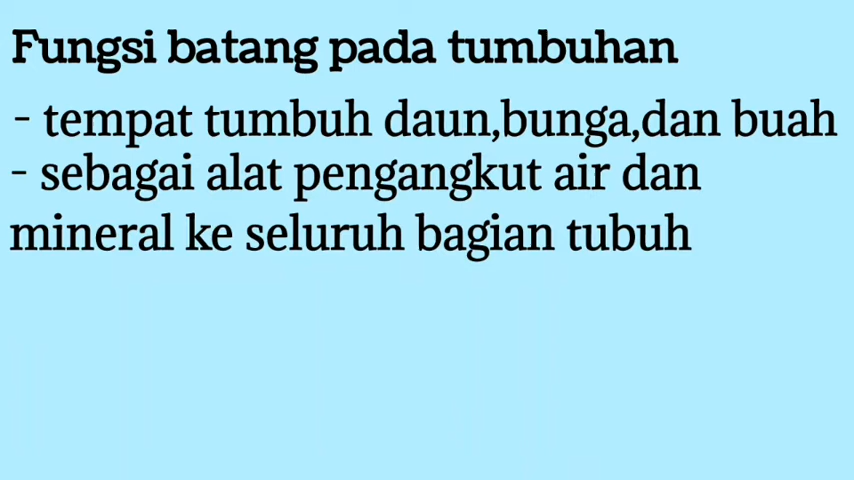 Fungsi batang pada tumbuhan
- tempat tumbuh daun,bunga,dan buah
- sebagai alat pengangkut air dan
mineral ke seluruh bagian tubuh